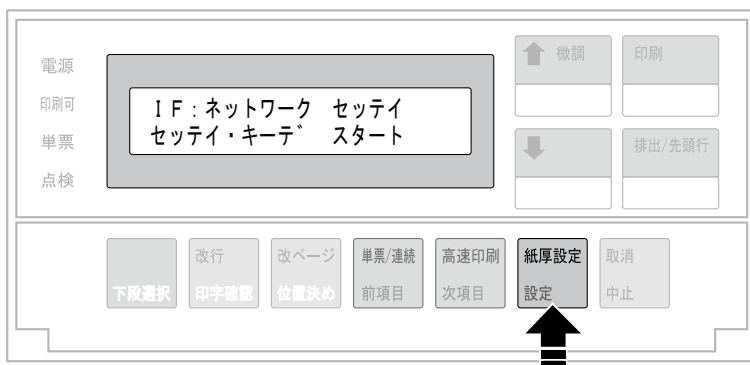 電源
印刷可
単票
点検
ＩＦ：ネットワーク　セッテイ
セッテイ・キーデ゛　スタート
微調
印刷
排出/先頭行
下段選択
改行
印字確認
改ページ
位置決め
単票/連続
前項目
高速印刷
次項目
紙厚設定
設定
取消
中止